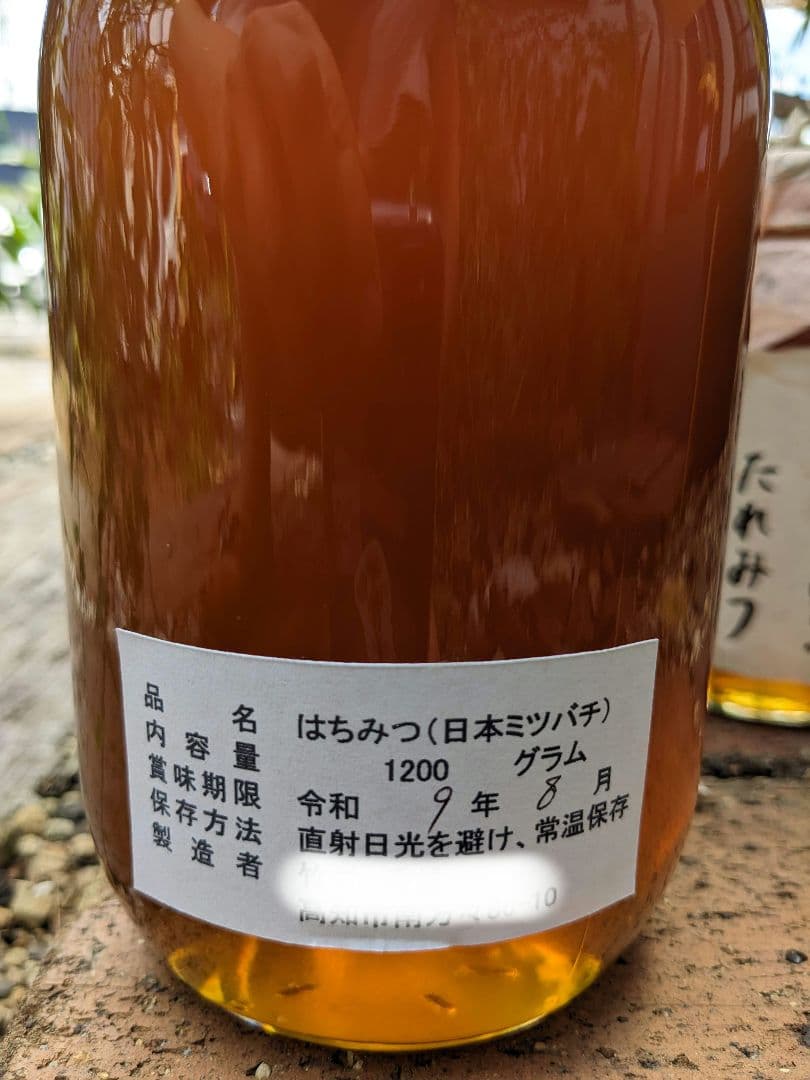 品名 はちみつ(日本ミツバチ)
内容量 1200 グラム
賞味期限 令和 9年 8月
保存方法 直射日光を避け、常温保存
製造者
たれみつ